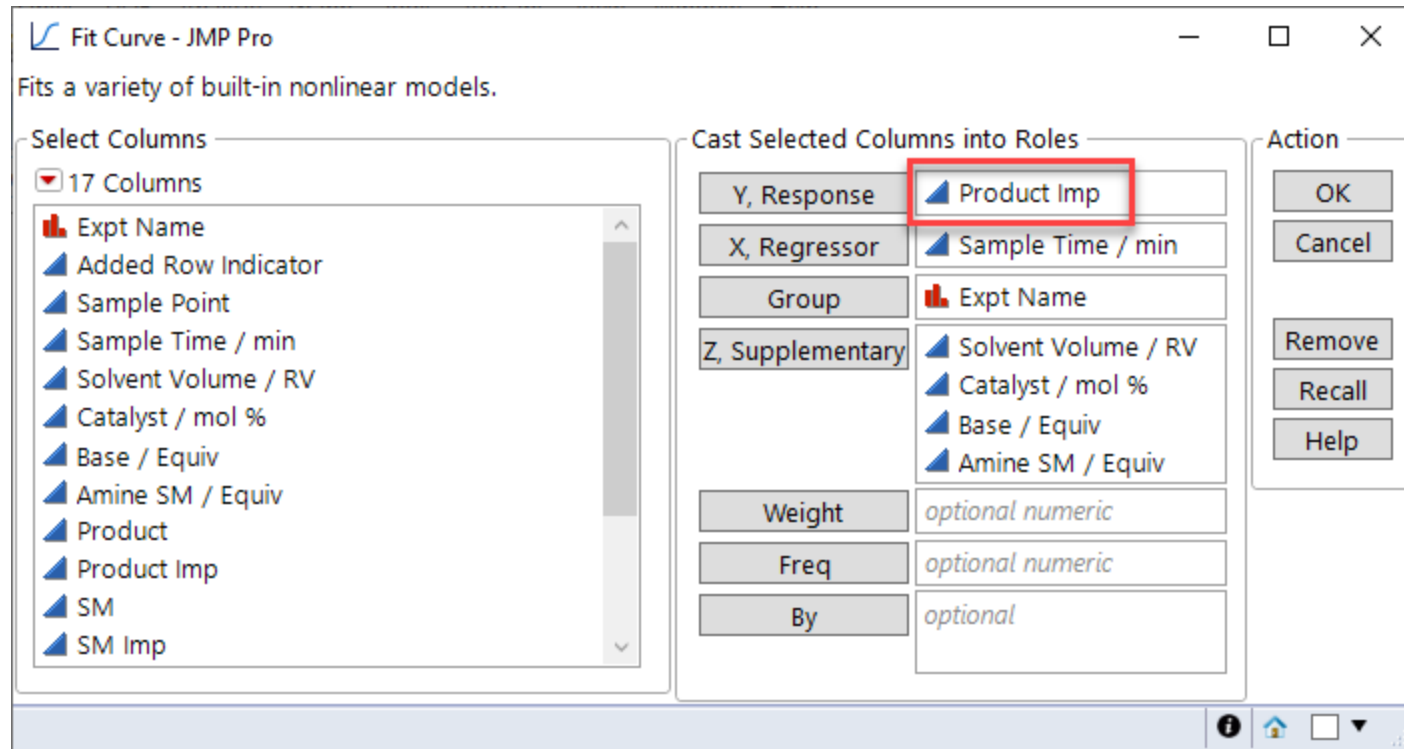 Fit Curve - JMP Pro
Fits a variety of built-in nonlinear models.
Select Columns
17 Columns
Expt Name
Added Row Indicator
Sample Point
Sample Time / min
Solvent Volume / RV
Catalyst / mol %
Base / Equiv
Amine SM / Equiv
Product
Product Imp
SM
SM Imp
Cast Selected Columns into Roles
Y, Response
Product Imp
X, Regressor
Sample Time / min
Group
Expt Name
Z, Supplementary
Solvent Volume / RV
Catalyst / mol %
Base / Equiv
Amine SM / Equiv
Weight
optional numeric
Freq
optional numeric
By
optional
Action
OK
Cancel
Remove
Recall
Help